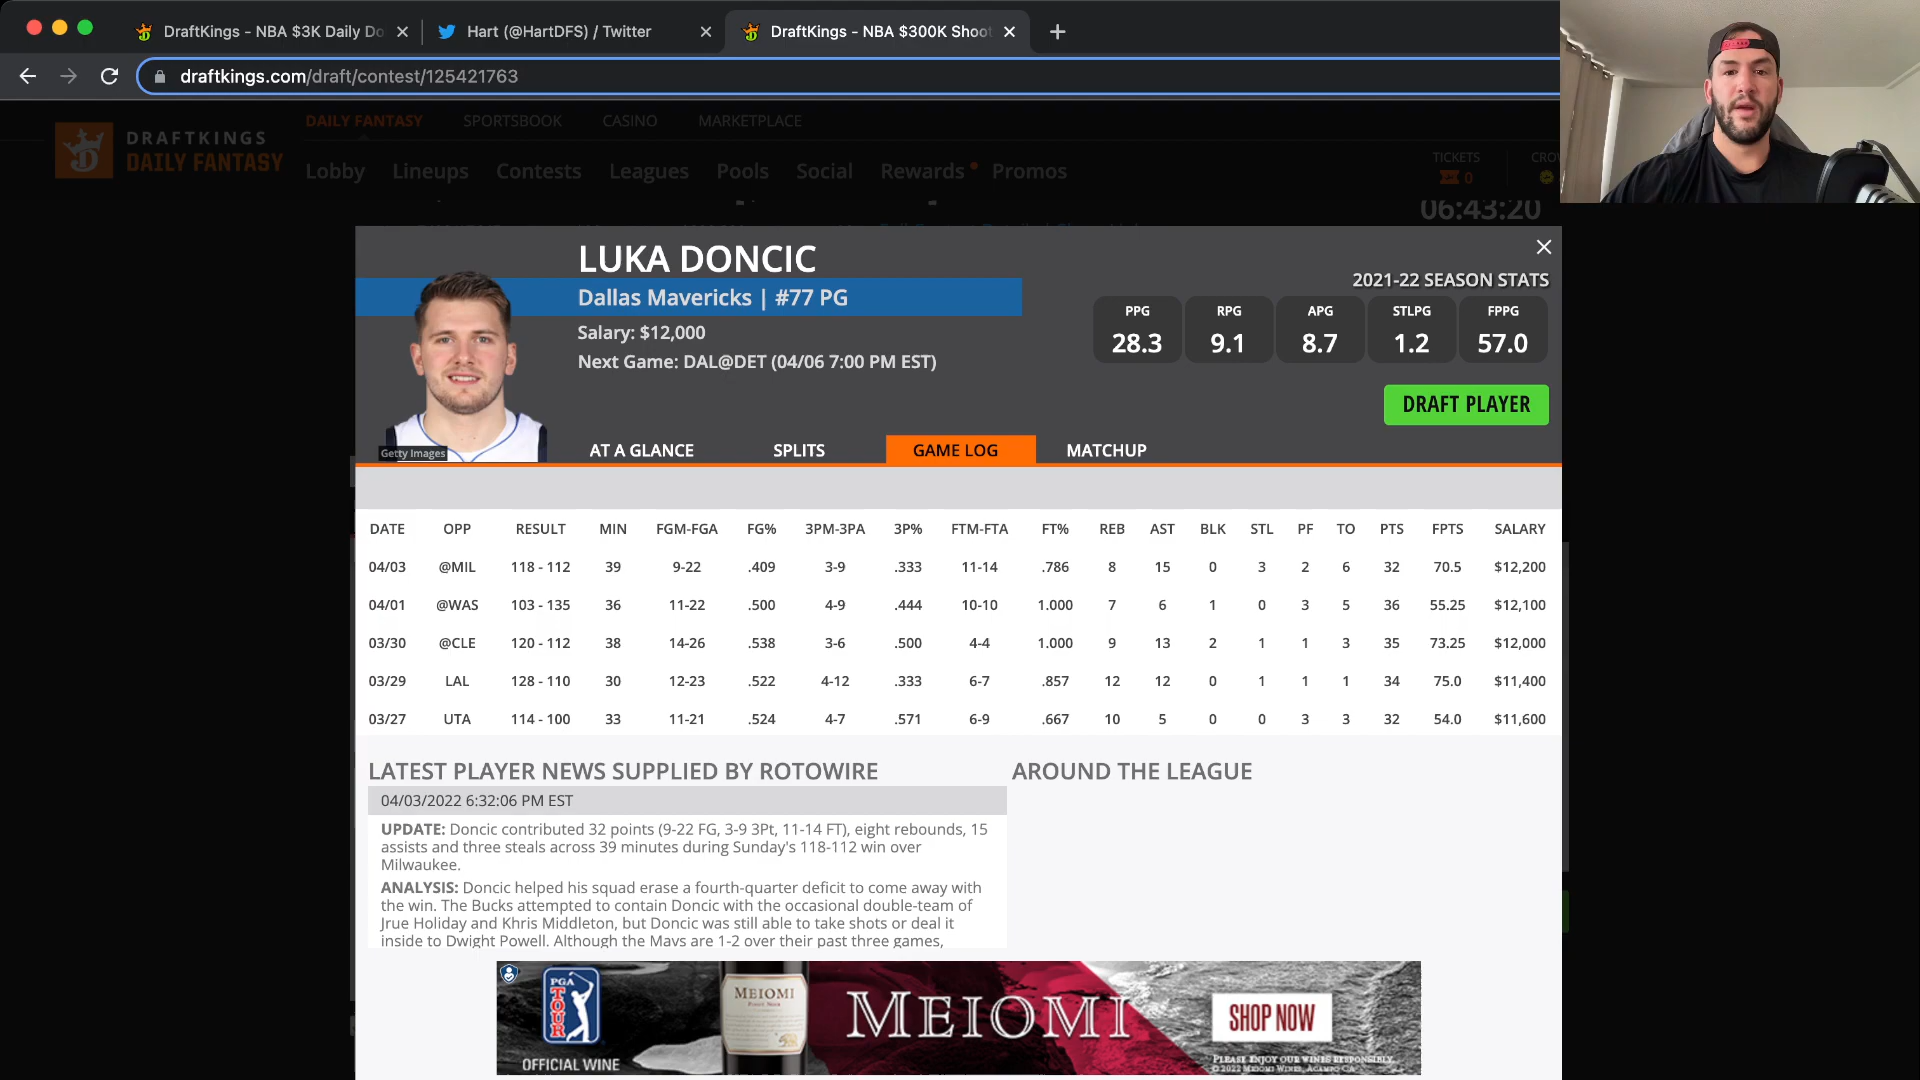 DraftKings - NBA $3K Daily Do
Hart (@HartDFS) / Twitter
DraftKings - NBA $300K Shoot
draftkings.com/draft/contest/125421763
DRAFTKINGS
DAILY FANTASY
DAILY FANTASY SPORTSBOOK CASINO MARKETPLACE
Lobby Lineups Contests Leagues Pools Social Rewards Promos
TICKETS
0
CRO
06:43:20
LUKA DONCIC
Dallas Mavericks | #77 PG
Salary: $12,000
Next Game: DAL@DET (04/06 7:00 PM EST)
Getty Images
2021-22 SEASON STATS
PPG RPG APG STLPG FPPG
28.3 9.1 8.7 1.2 57.0
DRAFT PLAYER
AT A GLANCE SPLITS GAME LOG MATCHUP
DATE OPP RESULT MIN FGM-FGA FG% 3PM-3PA 3P% FTM-FTA FT% REB AST BLK STL PF TO PTS FPTS SALARY
04/03 @MIL 118 - 112 39 9-22 .409 3-9 .333 11-14 .786 8 15 0 3 2 6 32 70.5 $12,200
04/01 @WAS 103 - 135 36 11-22 .500 4-9 .444 10-10 1.000 7 6 1 0 3 5 36 55.25 $12,100
03/30 @CLE 120 - 112 38 14-26 .538 3-6 .500 4-4 1.000 9 13 2 1 1 3 35 73.25 $12,000
03/29 LAL 128 - 110 30 12-23 .522 4-12 .333 6-7 .857 12 12 0 1 1 1 34 75.0 $11,400
03/27 UTA 114 - 100 33 11-21 .524 4-7 .571 6-9 .667 10 5 0 0 3 3 32 54.0 $11,600
LATEST PLAYER NEWS SUPPLIED BY ROTOWIRE
04/03/2022 6:32:06 PM EST
UPDATE: Doncic contributed 32 points (9-22 FG, 3-9 3Pt, 11-14 FT), eight rebounds, 15
assists and three steals across 39 minutes during Sunday's 118-112 win over
Milwaukee.
ANALYSIS: Doncic helped his squad erase a fourth-quarter deficit to come away with
the win. The Bucks attempted to contain Doncic with the occasional double-team of
Jrue Holiday and Khris Middleton, but Doncic was still able to take shots or deal it
inside to Dwight Powell. Although the Mavs are 1-2 over their past three games,
AROUND THE LEAGUE
PGA
TOUR
OFFICIAL WINE
MEIOMI
MEIOMI
SHOP NOW
PLEASE ENJOY OUR WINES RESPONSIBLY.
©2022 MEIOMI WINES, ACAMPO CA